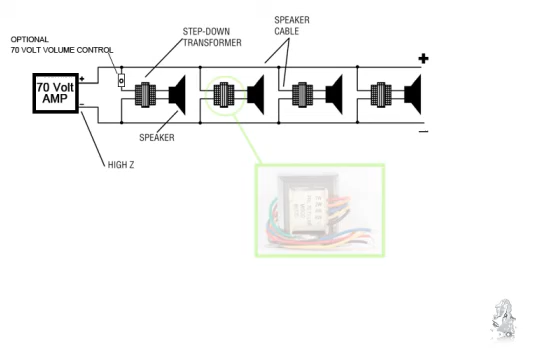 SPEAKER
CABLE
STEP-DOWN
TRANSFORMER
OPTIONAL
70 VOLT VOLUME CONTROL
+
+
70 Volt
AMP
–
–
SPEAKER
HIGH Z